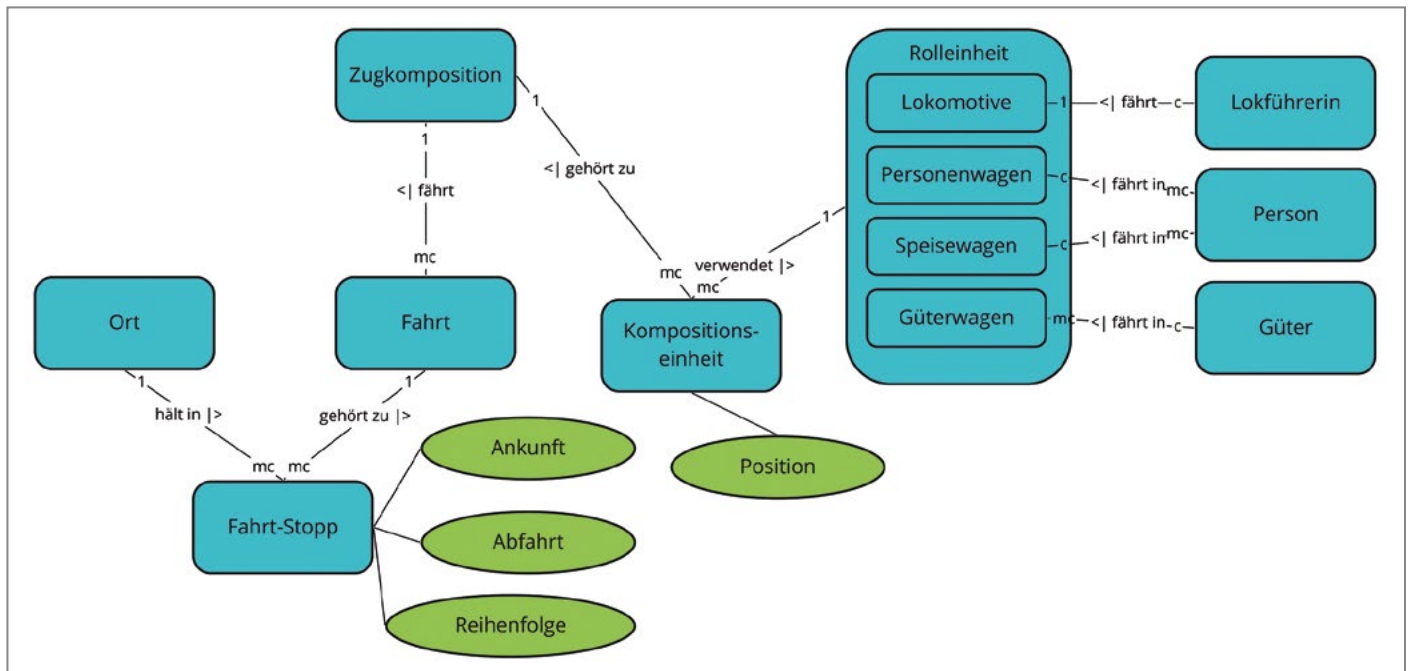 Zugkomposition
Rolleinheit
Lokomotive
1
<| fährt
c
Lokführerin
1
1
<| gehört zu
Personenwagen
c
<| fährt in
mc
Person
<| fährt
1
Speisewagen
c
<| fährt in
mc
mc
mc
verwendet |>
mc
Ort
Fahrt
Kompositions-
einheit
Güterwagen
mc
<| fährt in
c
Güter
1
hält in |>
1
gehört zu |>
mc
mc
Ankunft
Position
Fahrt-Stopp
Abfahrt
Reihenfolge